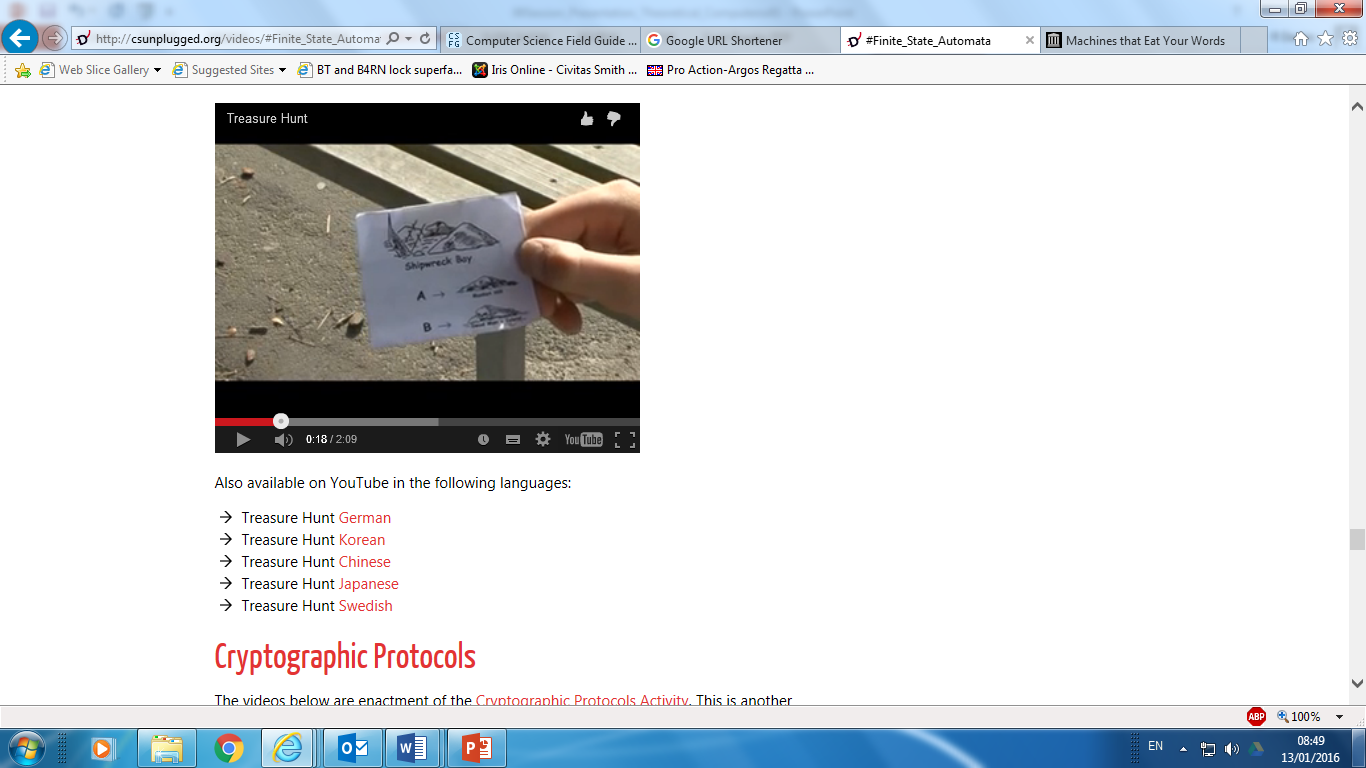 http://csunplugged.org/videos/#Finite_State_Automa
Computer Science Field Guide ...
Google URL Shortener
#Finite_State_Automata
Machines that Eat Your Words
Web Slice Gallery
Suggested Sites
BT and B4RN lock superfa...
Iris Online - Civitas Smith ...
Pro Action-Argos Regatta ...
Treasure Hunt
Shipwreck Bay
A →
B →
0:18 / 2:09
YouTube
Also available on YouTube in the following languages:
→ Treasure Hunt German
→ Treasure Hunt Korean
→ Treasure Hunt Chinese
→ Treasure Hunt Japanese
→ Treasure Hunt Swedish
Cryptographic Protocols
The videos below are enactment of the Cryptographic Protocols Activity. This is another
ABP
100%
EN
08:49
13/01/2016